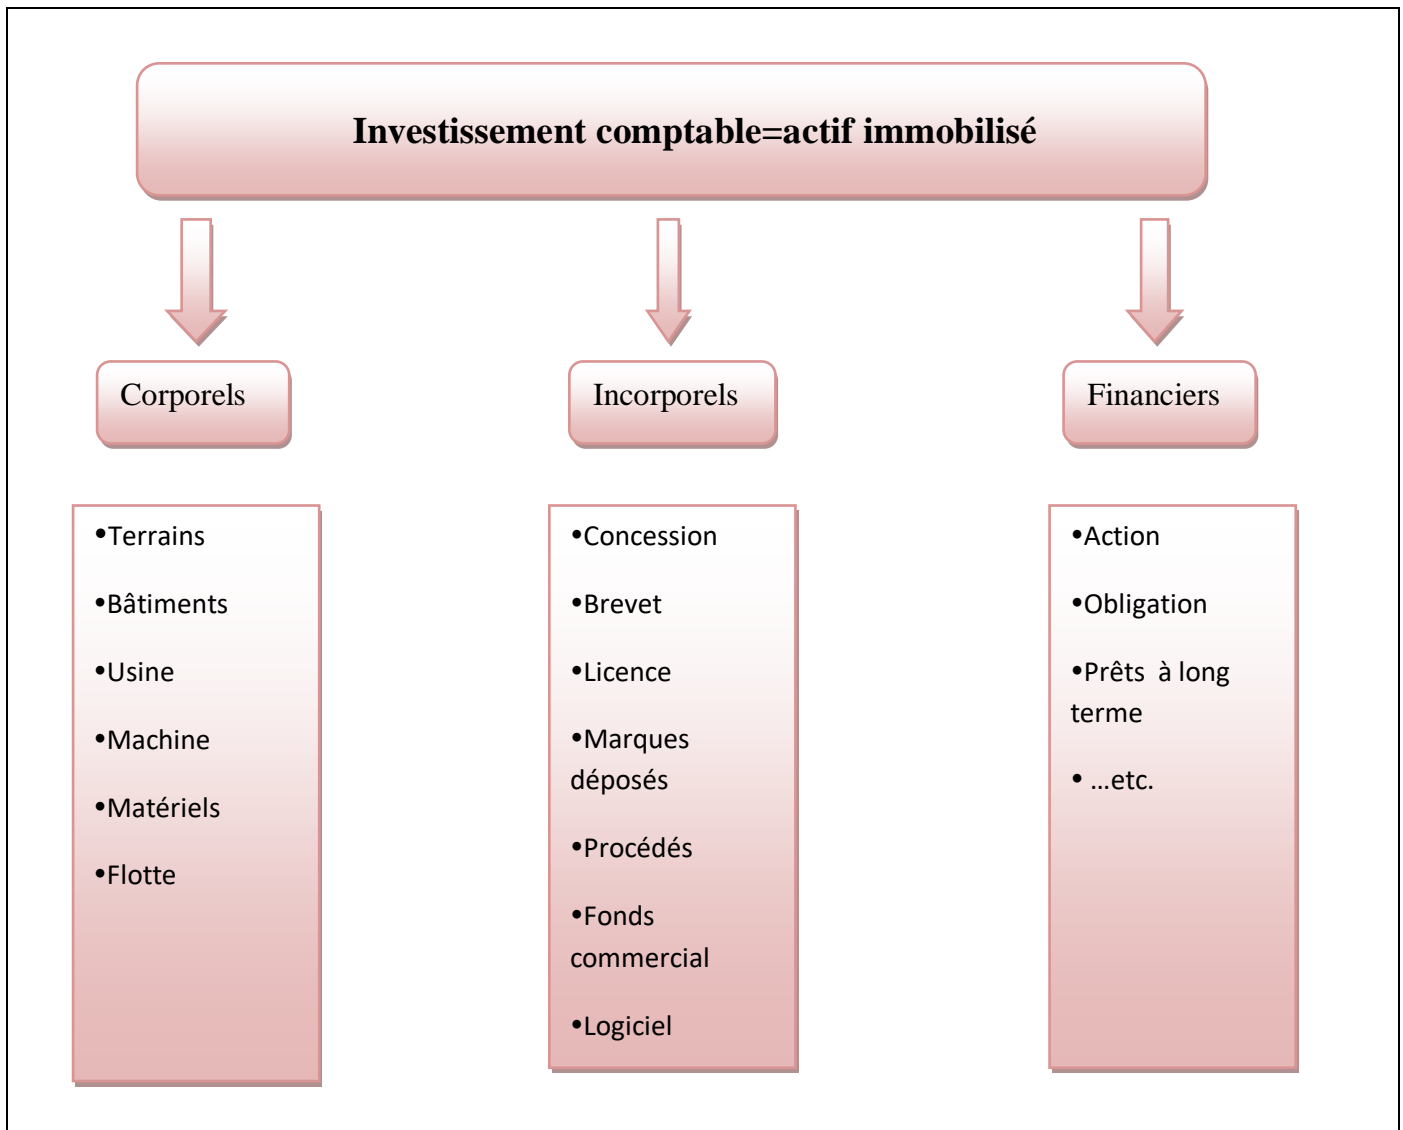 Investissement comptable=actif immobilisé
Corporels
•Terrains
•Bâtiments
•Usine
•Machine
•Matériels
•Flotte
Incorporels
•Concession
•Brevet
•Licence
•Marques
déposés
•Procédés
•Fonds
commercial
•Logiciel
Financiers
•Action
•Obligation
•Prêts  à long
terme
• …etc.